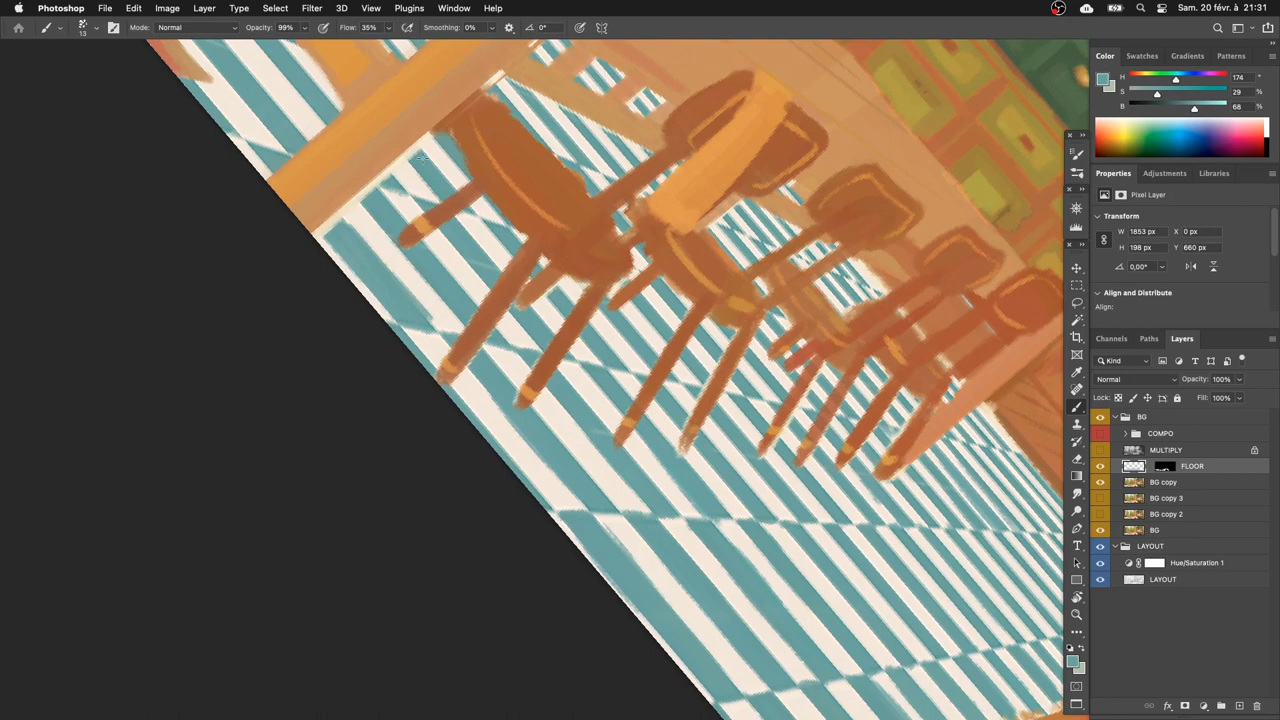 Photoshop File Edit Image Layer Type Select Filter 3D View Plugins Window Help Sam. 20 févr. à 21:31
13 Mode: Normal Opacity: 99% Flow: 35% Smoothing: 0% 0°
Color Swatches Gradients Patterns
H 174 °
S 29 %
B 68 %
Properties Adjustments Libraries
Pixel Layer
Transform
W 1853 px X 0 px
H 198 px Y 660 px
0,00°
Align and Distribute
Align:
Channels Paths Layers
Kind
Normal Opacity: 100%
Lock: Fill: 100%
BG
COMPO
MULTIPLY
FLOOR
BG copy
BG copy 3
BG copy 2
BG
LAYOUT
Hue/Saturation 1
LAYOUT